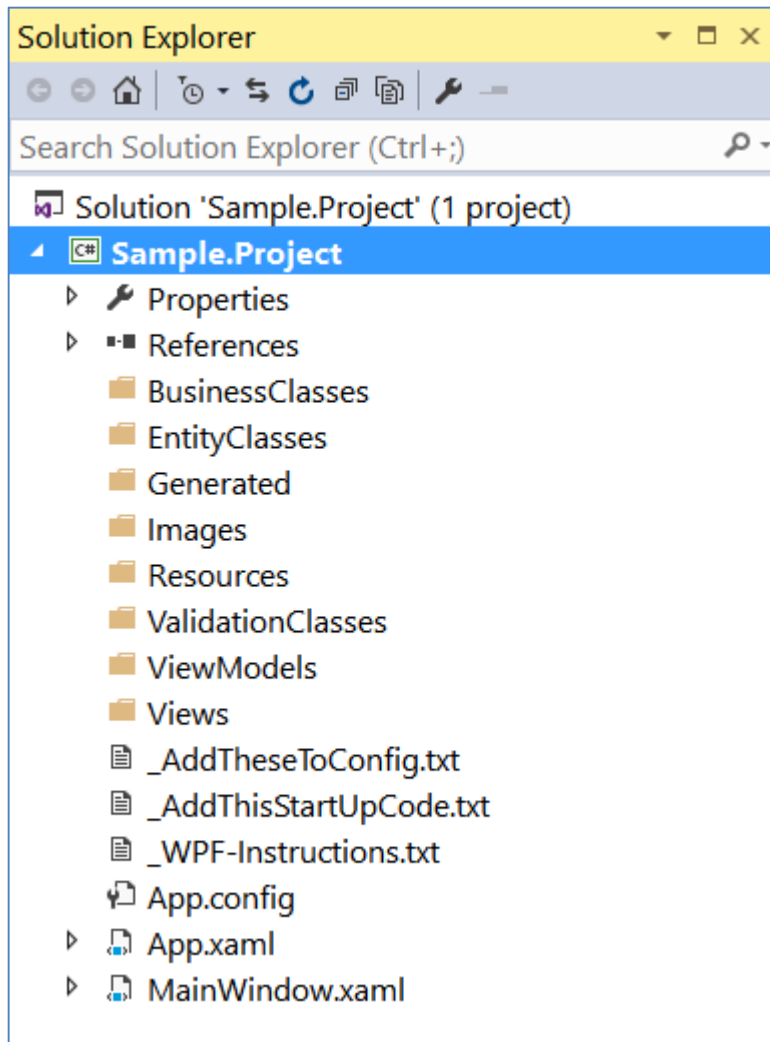 Solution Explorer
Search Solution Explorer (Ctrl+;)
Solution 'Sample.Project' (1 project)
C# Sample.Project
Properties
References
BusinessClasses
EntityClasses
Generated
Images
Resources
ValidationClasses
ViewModels
Views
_AddTheseToConfig.txt
_AddThisStartUpCode.txt
_WPF-Instructions.txt
App.config
App.xaml
MainWindow.xaml